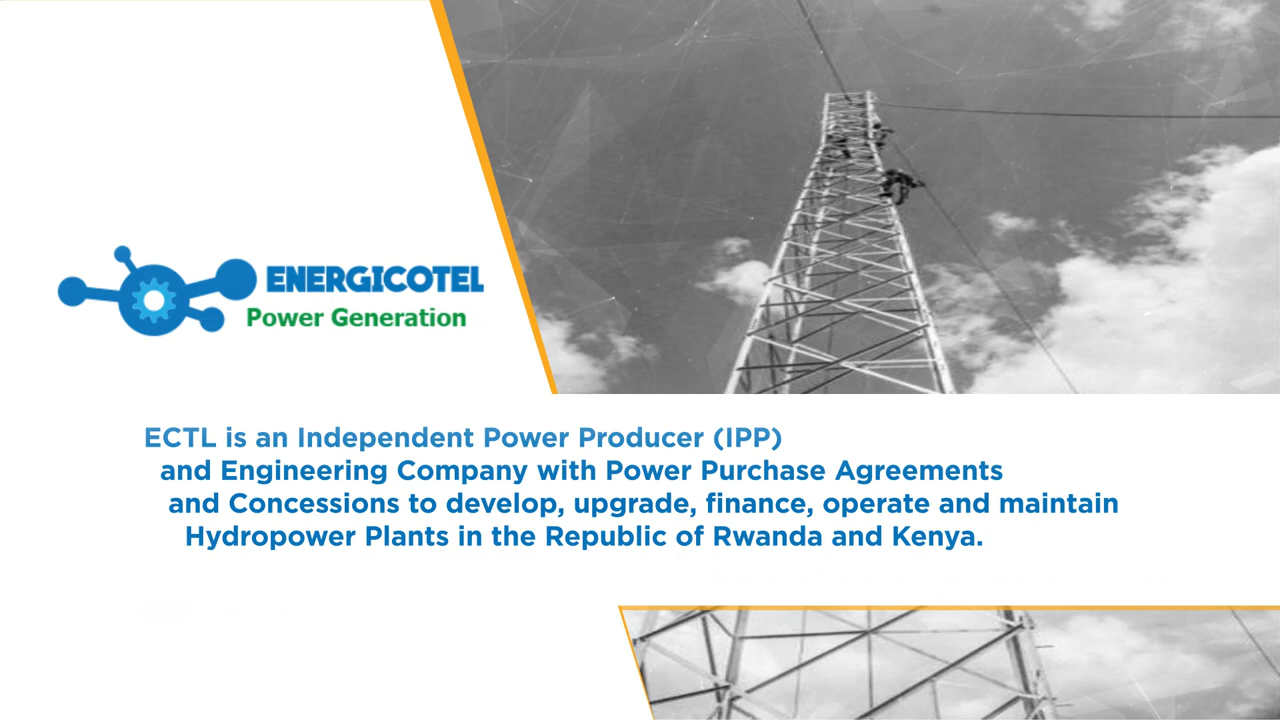 ENERGICOTEL
Power Generation
ECTL is an Independent Power Producer (IPP)
and Engineering Company with Power Purchase Agreements
and Concessions to develop, upgrade, finance, operate and maintain
Hydropower Plants in the Republic of Rwanda and Kenya.